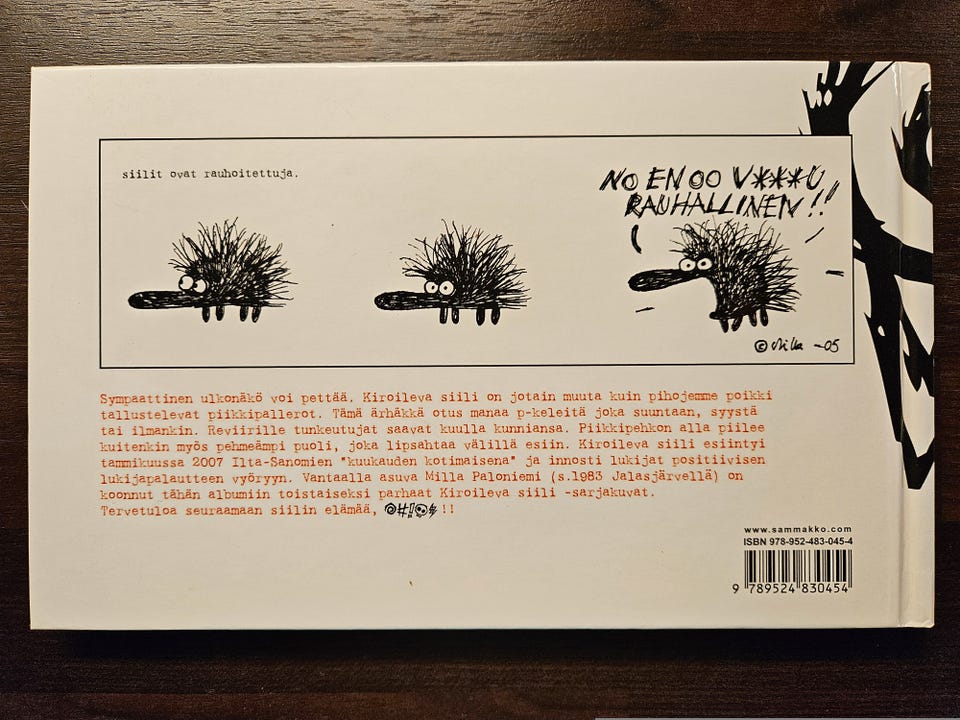 siilit ovat rauhoitettuja.
NO EN OO V***U
RAUHALLINEN!!
© Milla -05
Sympaattinen ulkonäkö voi pettää. Kiroileva siili on jotain muuta kuin pihojemme poikki
tallustelevat piikkipallerot. Tämä ärhäkkä otus manaa p-keleitä joka suuntaan, syystä
tai ilmankin. Reviirille tunkeutujat saavat kuulla kunniansa. Piikkipehkon alla piilee
kuitenkin myös pehmeämpi puoli, joka lipsahtaa välillä esiin. Kiroileva siili esiintyi
tammikuussa 2007 Ilta-Sanomien "kuukauden kotimaisena" ja innosti lukijat positiivisen
lukijapalautteen vyöryyn. Vantaalla asuva Milla Paloniemi (s.1983 Jalasjärvellä) on
koonnut tähän albumiin toistaiseksi parhaat Kiroileva siili -sarjakuvat.
Tervetuloa seuraamaan siilin elämää, @#!☠$ !!
www.sammakko.com
ISBN 978-952-483-045-4
9 789524 830454